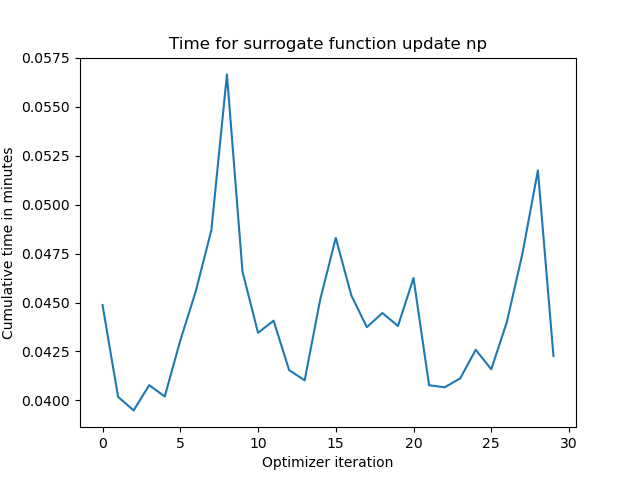 Time for surrogate function update np
Cumulative time in minutes
0.0575
0.0550
0.0525
0.0500
0.0475
0.0450
0.0425
0.0400
0 5 10 15 20 25 30
Optimizer iteration